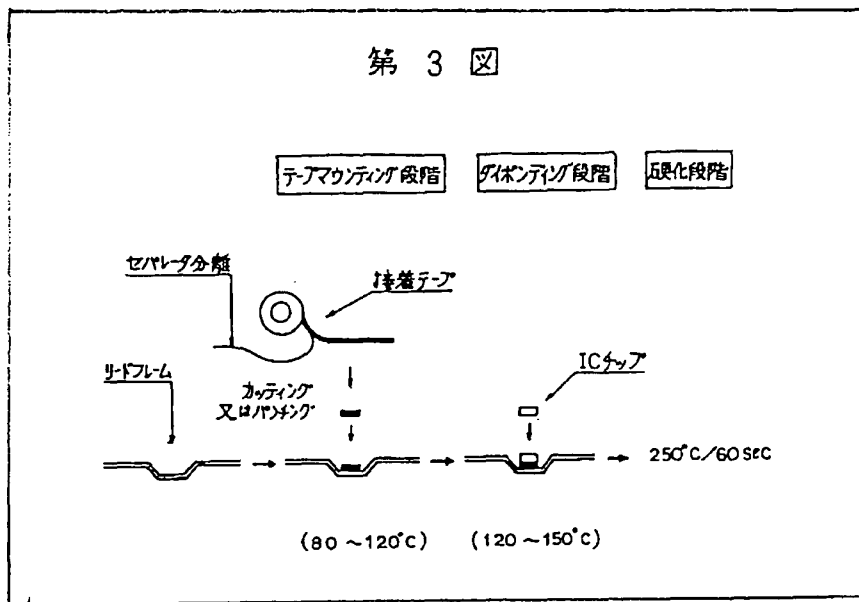 第 3 図
テープマウンティング段階
ダイボンディング段階
硬化段階
セパレータ分離
接着テープ
リードフレーム
カッティング
又はパンチング
ICチップ
250°C/60sec
(80 ~120°C)
(120 ~150°C)